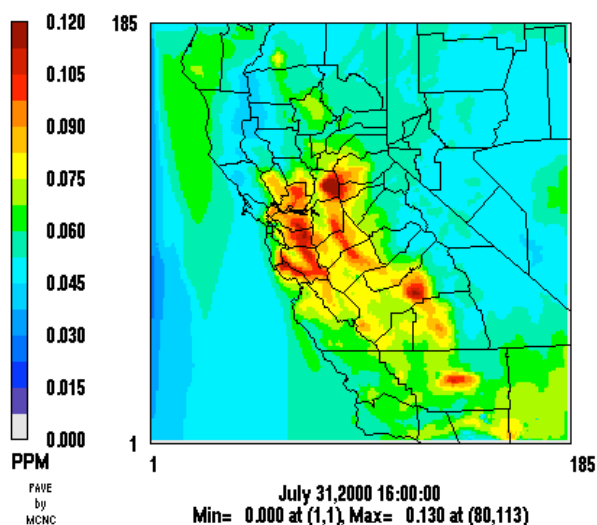 0.120
0.105
0.090
0.075
0.060
0.045
0.030
0.015
0.000
PPM
PAVE
by
MCNC
185
1
1
185
July 31,2000 16:00:00
Min= 0.000 at (1,1), Max= 0.130 at (80,113)